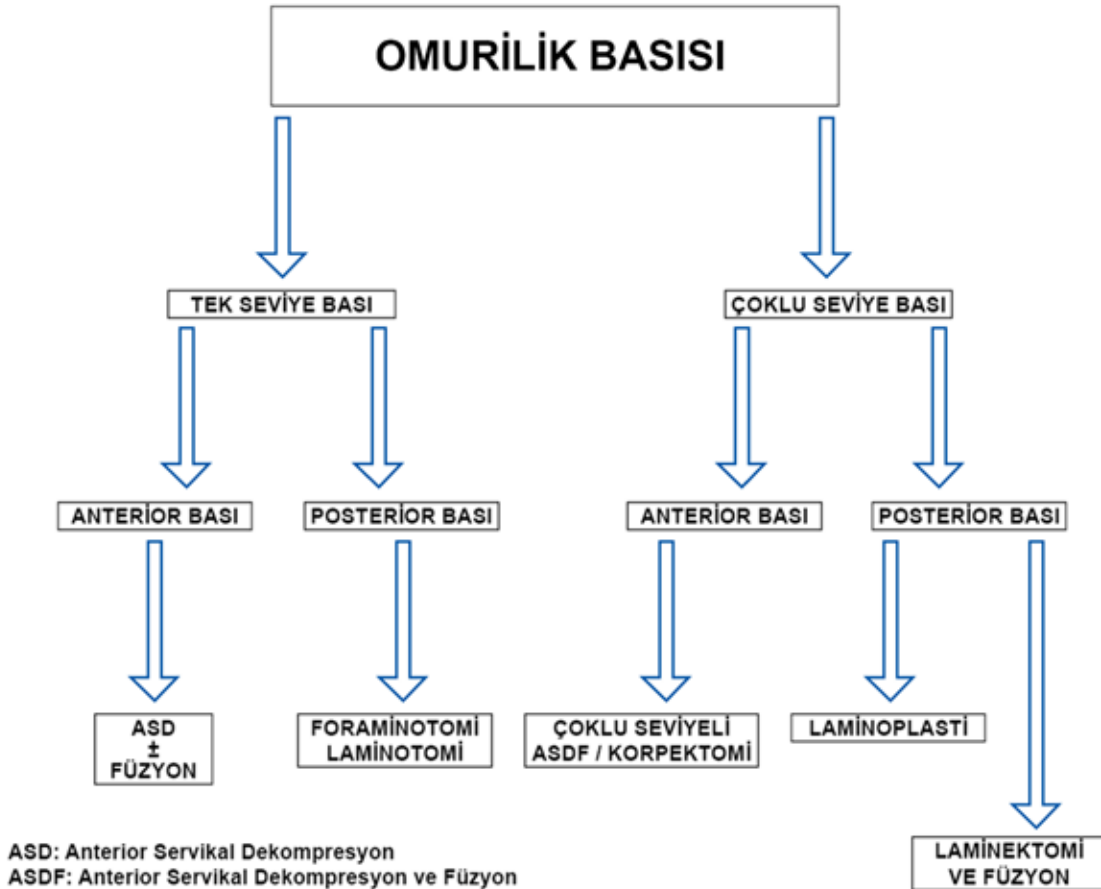 OMURİLİK BASISI
TEK SEVİYE BASI
ÇOKLU SEVİYE BASI
ANTERİOR BASI
POSTERİOR BASI
ANTERİOR BASI
POSTERİOR BASI
ASD
±
FÜZYON
FORAMİNOTOMİ
LAMİNOTOMİ
ÇOKLU SEVİYELİ
ASDF / KORPEKTOMİ
LAMİNOPLASTİ
LAMİNEKTOMİ
VE FÜZYON
ASD: Anterior Servikal Dekompresyon
ASDF: Anterior Servikal Dekompresyon ve Füzyon